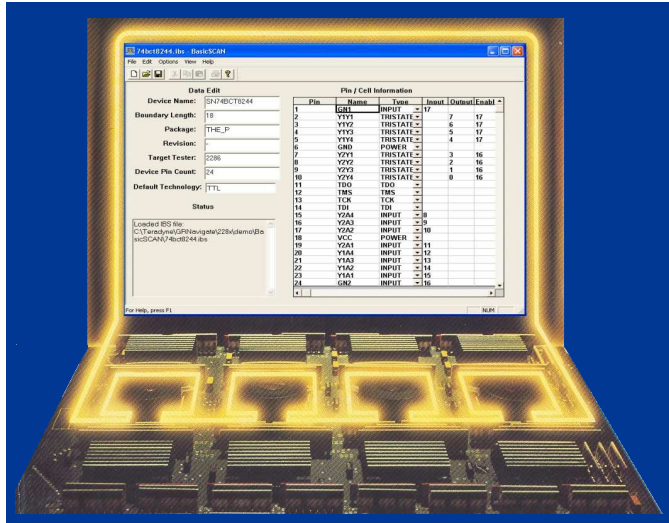 74bct8244.ibs - BasicSCAN
File Edit Options View Help
Data Edit
Device Name: SN74BCT8244
Boundary Length: 18
Package: THE_P
Revision: -
Target Tester: 2286
Device Pin Count: 24
Default Technology: TTL
Status
Loaded IBS file:
C:\Teradyne\GRNavigate\228x\demo\Ba
sicSCAN\74bct8244.ibs
Pin / Cell Information
Pin Name Type Input Output Enabl
1 GN1 INPUT 17
2 Y1Y1 TRISTATE 7 17
3 Y1Y2 TRISTATE 6 17
4 Y1Y3 TRISTATE 5 17
5 Y1Y4 TRISTATE 4 17
6 GND POWER
7 Y2Y1 TRISTATE 3 16
8 Y2Y2 TRISTATE 2 16
9 Y2Y3 TRISTATE 1 16
10 Y2Y4 TRISTATE 0 16
11 TDO TDO
12 TMS TMS
13 TCK TCK
14 TDI TDI
15 Y2A4 INPUT 8
16 Y2A3 INPUT 9
17 Y2A2 INPUT 10
18 VCC POWER
19 Y2A1 INPUT 11
20 Y1A4 INPUT 12
21 Y1A3 INPUT 13
22 Y1A2 INPUT 14
23 Y1A1 INPUT 15
24 GN2 INPUT 16
For Help, press F1
NUM